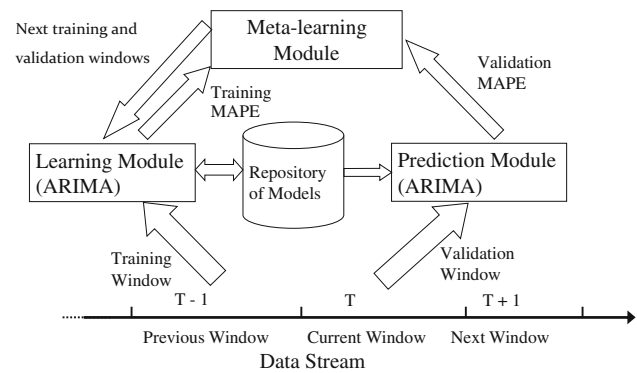 Next training and
validation windows
Meta-learning
Module
Validation
MAPE
Training
MAPE
Learning Module
(ARIMA)
Repository
of Models
Prediction Module
(ARIMA)
Training
Window
Validation
Window
T - 1
T
T + 1
Previous Window
Current Window
Next Window
Data Stream